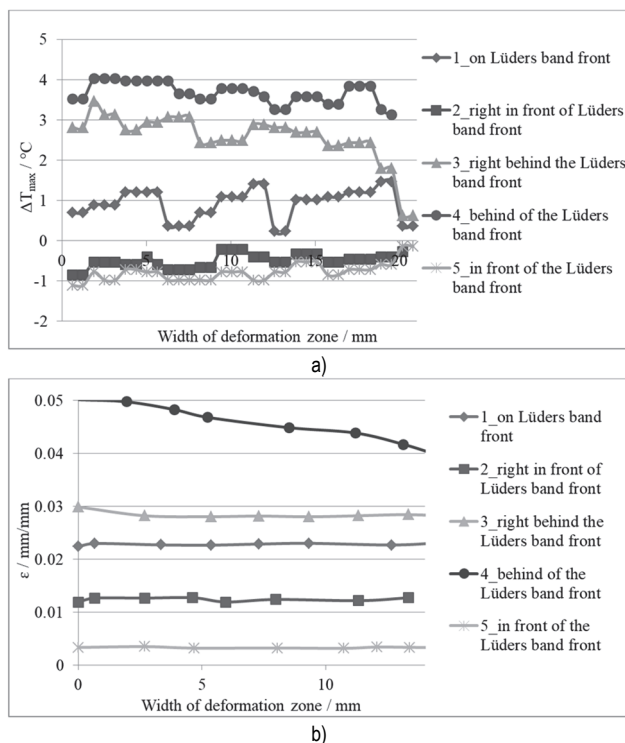 5
4
3
2
1
0
-1
-2
ΔTmax / °C
0 5 10 15 20
Width of deformation zone / mm
1_on Lüders band front
2_right in front of Lüders band front
3_right behind the Lüders band front
4_behind of the Lüders band front
5_in front of the Lüders band front
a)
0.05
0.04
0.03
0.02
0.01
0
ε / mm/mm
0 5 10
Width of deformation zone / mm
1_on Lüders band
front
2_right in front of
Lüders band front
3_right behind the
Lüders band front
4_behind of the
Lüders band front
5_in front of the
Lüders band front
b)